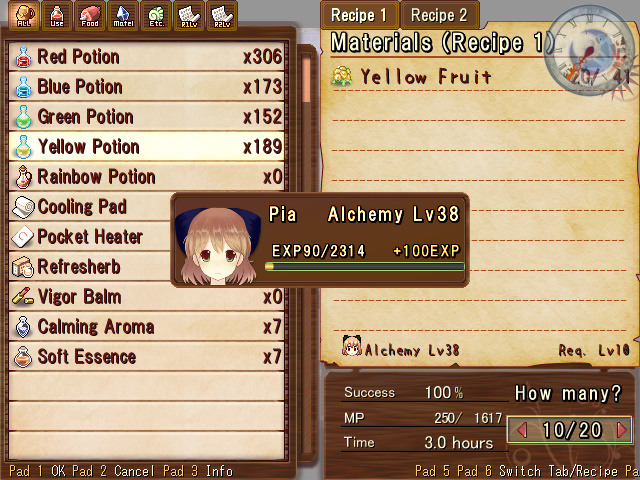 ALL Use Food Matel Etc. R1Lv R2Lv
Recipe 1 Recipe 2
Materials (Recipe 1)
Red Potion x306
Blue Potion x173
Green Potion x152
Yellow Potion x189
Rainbow Potion x0
Cooling Pad
Pocket Heater
Refresherb
Vigor Balm x0
Calming Aroma x7
Soft Essence x7
Yellow Fruit 41
Pia Alchemy Lv38
EXP90/2314 +100EXP
Alchemy Lv38 Req. Lv10
Success 100%
MP 250/ 1617
Time 3.0 hours
How many?
10/20
Pad 1 OK Pad 2 Cancel Pad 3 Info
Pad 5 Pad 6 Switch Tab/Recipe Pa